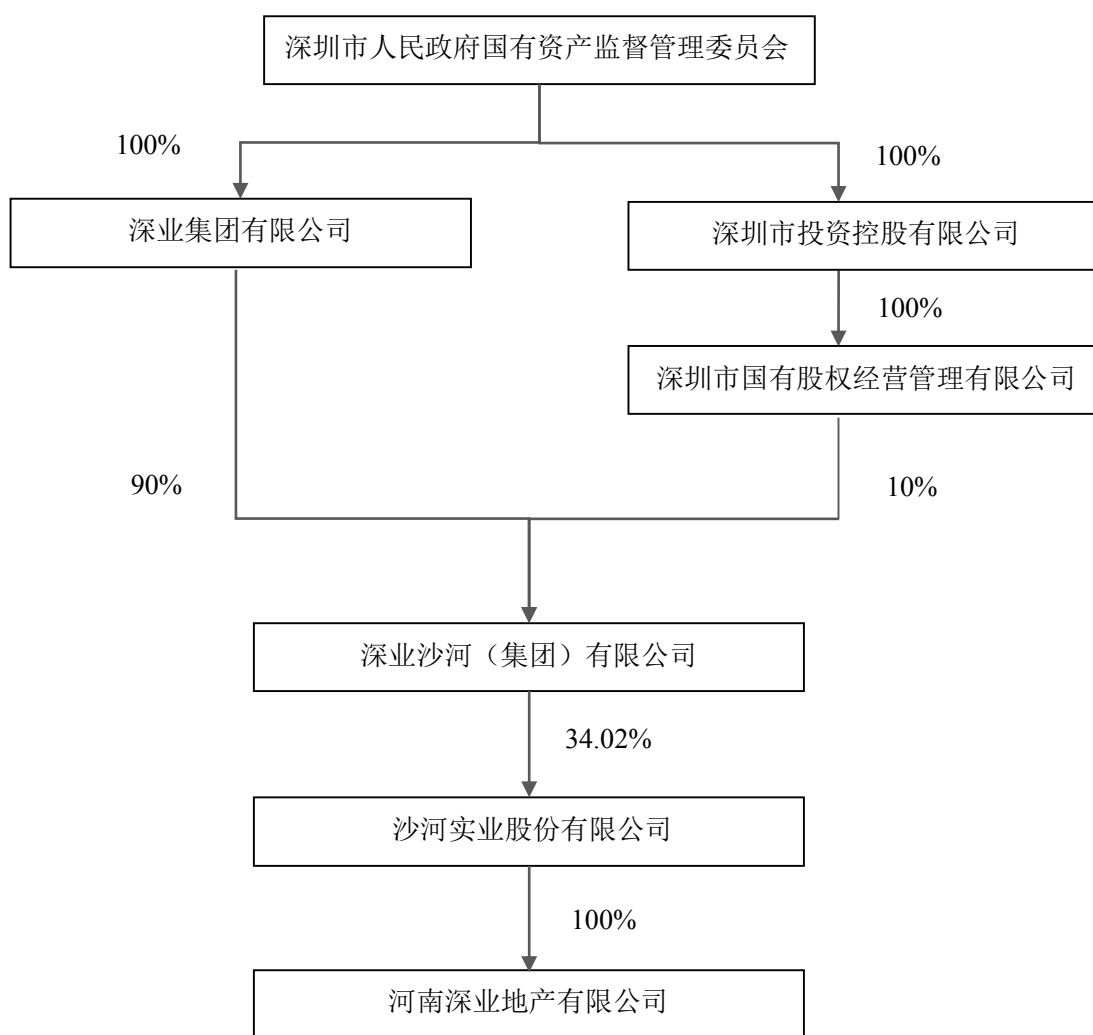 深圳市人民政府国有资产监督管理委员会
100%
100%
深业集团有限公司
深圳市投资控股有限公司
100%
深圳市国有股权经营管理有限公司
90%
10%
深业沙河（集团）有限公司
34.02%
沙河实业股份有限公司
100%
河南深业地产有限公司